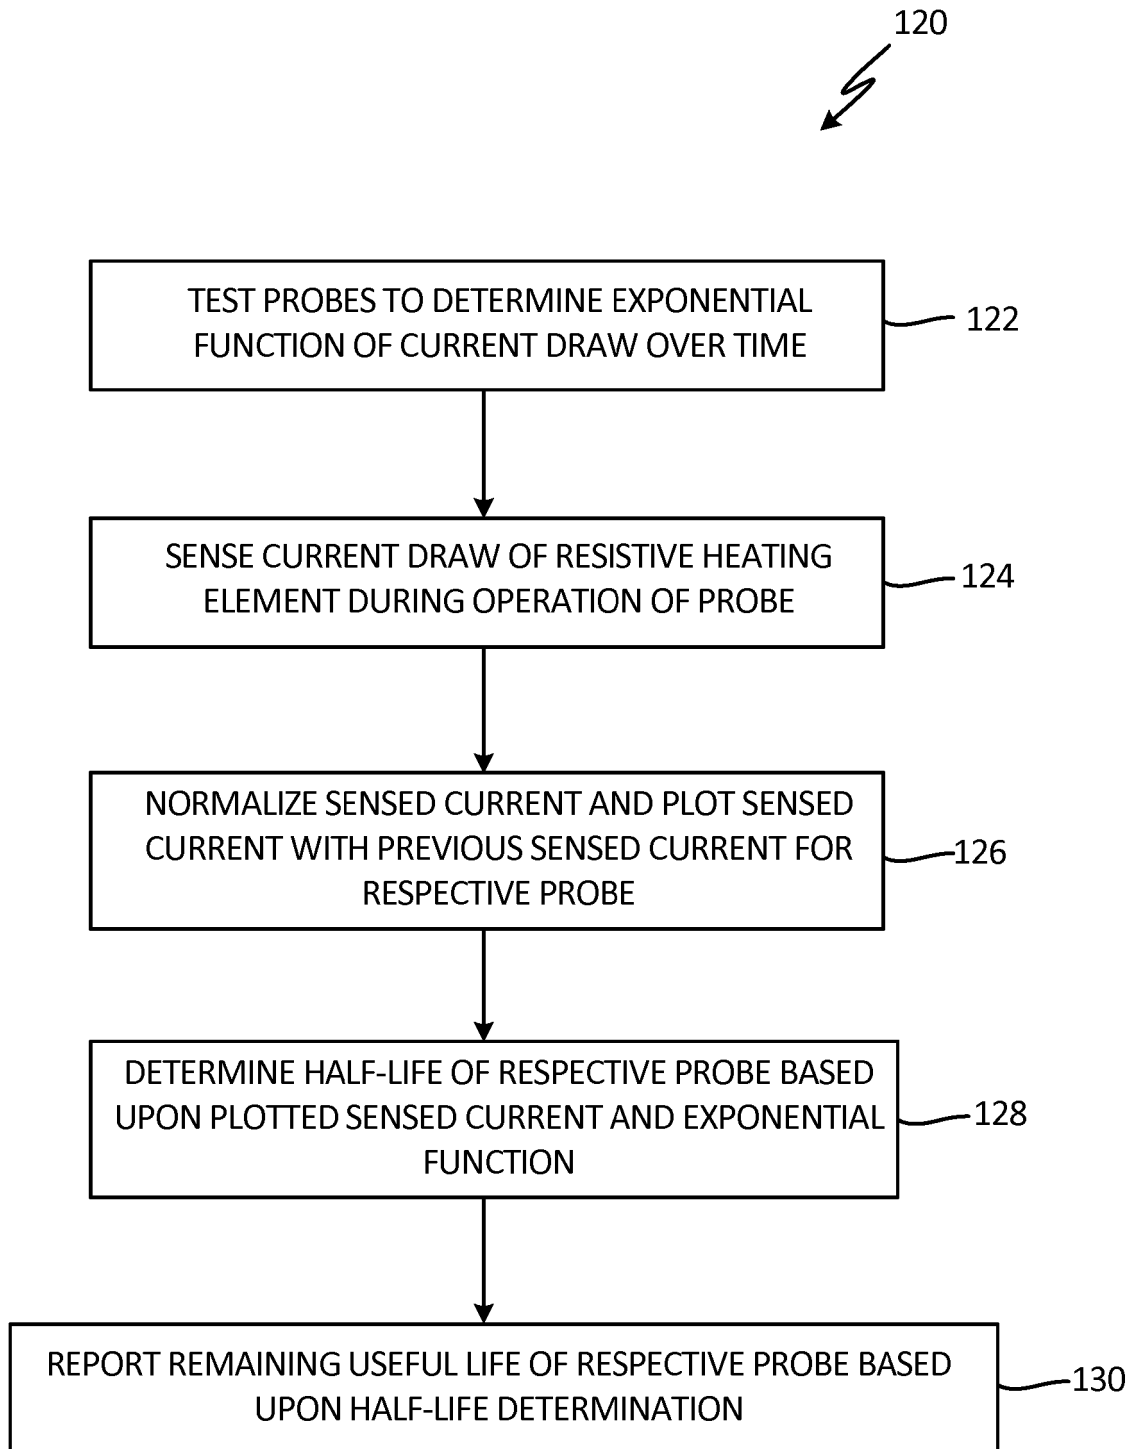 120
TEST PROBES TO DETERMINE EXPONENTIAL
FUNCTION OF CURRENT DRAW OVER TIME
122
SENSE CURRENT DRAW OF RESISTIVE HEATING
ELEMENT DURING OPERATION OF PROBE
124
NORMALIZE SENSED CURRENT AND PLOT SENSED
CURRENT WITH PREVIOUS SENSED CURRENT FOR
RESPECTIVE PROBE
126
DETERMINE HALF-LIFE OF RESPECTIVE PROBE BASED
UPON PLOTTED SENSED CURRENT AND EXPONENTIAL
FUNCTION
128
REPORT REMAINING USEFUL LIFE OF RESPECTIVE PROBE BASED
UPON HALF-LIFE DETERMINATION
130